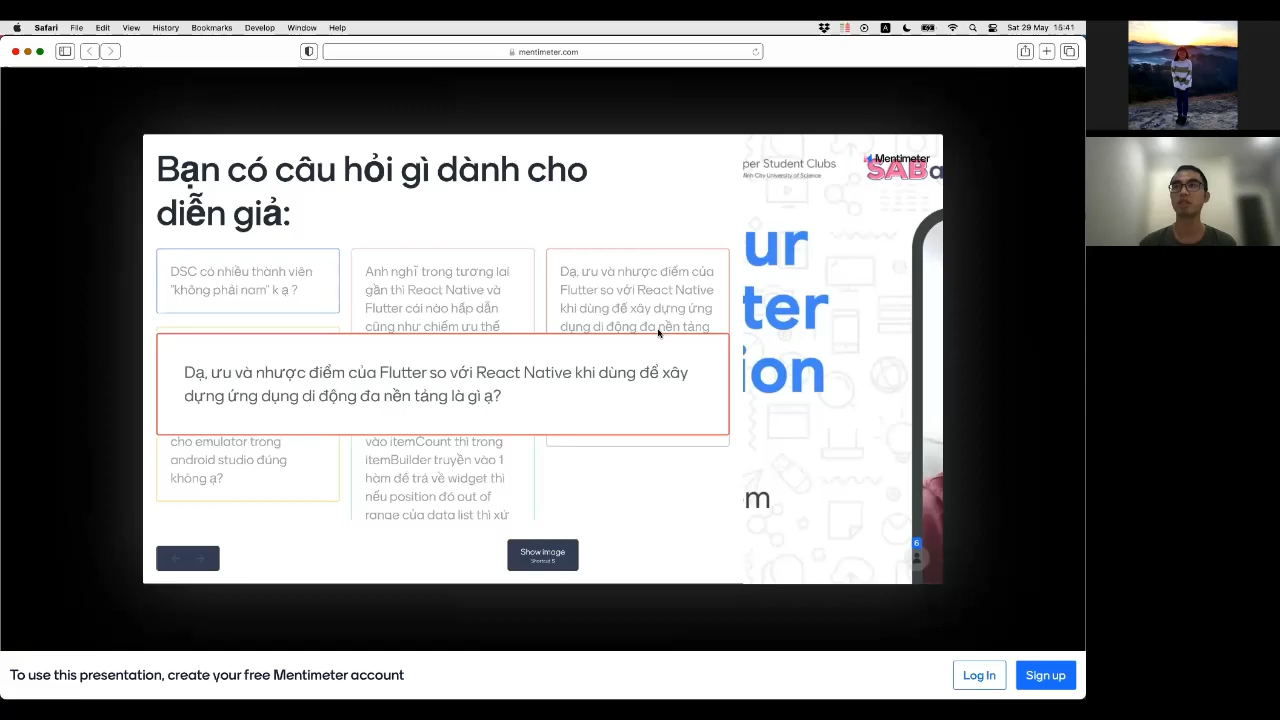 Safari File Edit View History Bookmarks Develop Window Help
A
Sat 29 May 15:41
mentimeter.com
Bạn có câu hỏi gì dành cho
diễn giả:
per Student Clubs
Minh City University of Science
Mentimeter
SAB
DSC có nhiều thành viên
"không phải nam" k ạ ?
Anh nghĩ trong tương lai
gần thì React Native và
Flutter cái nào hấp dẫn
cũng như chiếm ưu thế
Dạ, ưu và nhược điểm của
Flutter so với React Native
khi dùng để xây dựng ứng
dụng di động đa nền tảng
ur
ter
ion
Dạ, ưu và nhược điểm của Flutter so với React Native khi dùng để xây
dựng ứng dụng di động đa nền tảng là gì ạ?
cho emulator trong
android studio đúng
không ạ?
vào itemCount thì trong
itemBuilder truyền vào 1
hàm để trả về widget thì
nếu position đó out of
range của data list thì xử
om
Show image
Shortcut S
6
To use this presentation, create your free Mentimeter account
Log In
Sign up